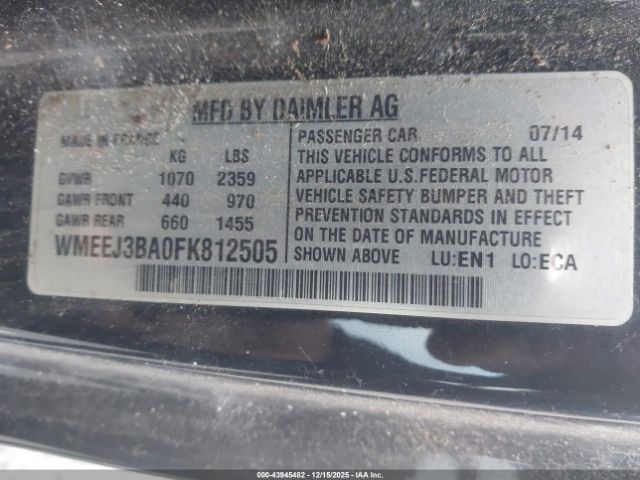 MFD BY DAIMLER AG
MADE IN FRANCE
KG LBS
GVWR 1070 2359
GAWR FRONT 440 970
GAWR REAR 660 1455
WMEEJ3BA0FK812505
PASSENGER CAR 07/14
THIS VEHICLE CONFORMS TO ALL
APPLICABLE U.S. FEDERAL MOTOR
VEHICLE SAFETY BUMPER AND THEFT
PREVENTION STANDARDS IN EFFECT
ON THE DATE OF MANUFACTURE
SHOWN ABOVE LU:EN1 LO:ECA
© 43945482 - 12/15/2025 - IAA Inc.